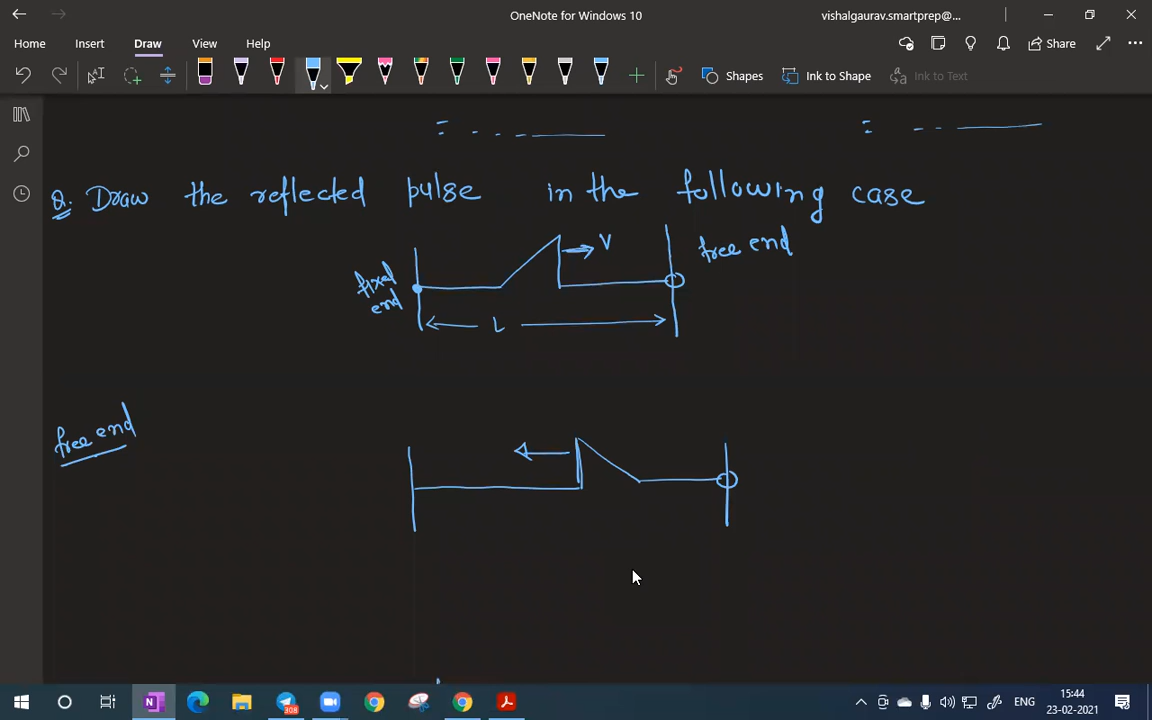 OneNote for Windows 10
vishalgaurav.smartprep@...
Home Insert Draw View Help
Share
Shapes
Ink to Shape
Ink to Text
Q. Draw the reflected pulse in the following case
V
free end
fixed end
L
free end
308
ENG
15:44
23-02-2021